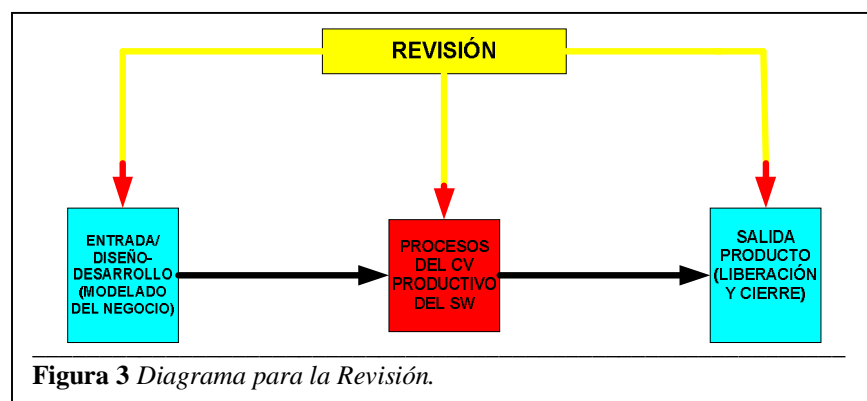 REVISIÓN
ENTRADA/
DISEÑO-
DESARROLLO
(MODELADO
DEL NEGOCIO)
PROCESOS
DEL CV
PRODUCTIVO
DEL SW
SALIDA
PRODUCTO
(LIBERACIÓN
Y CIERRE)
Figura 3 Diagrama para la Revisión.